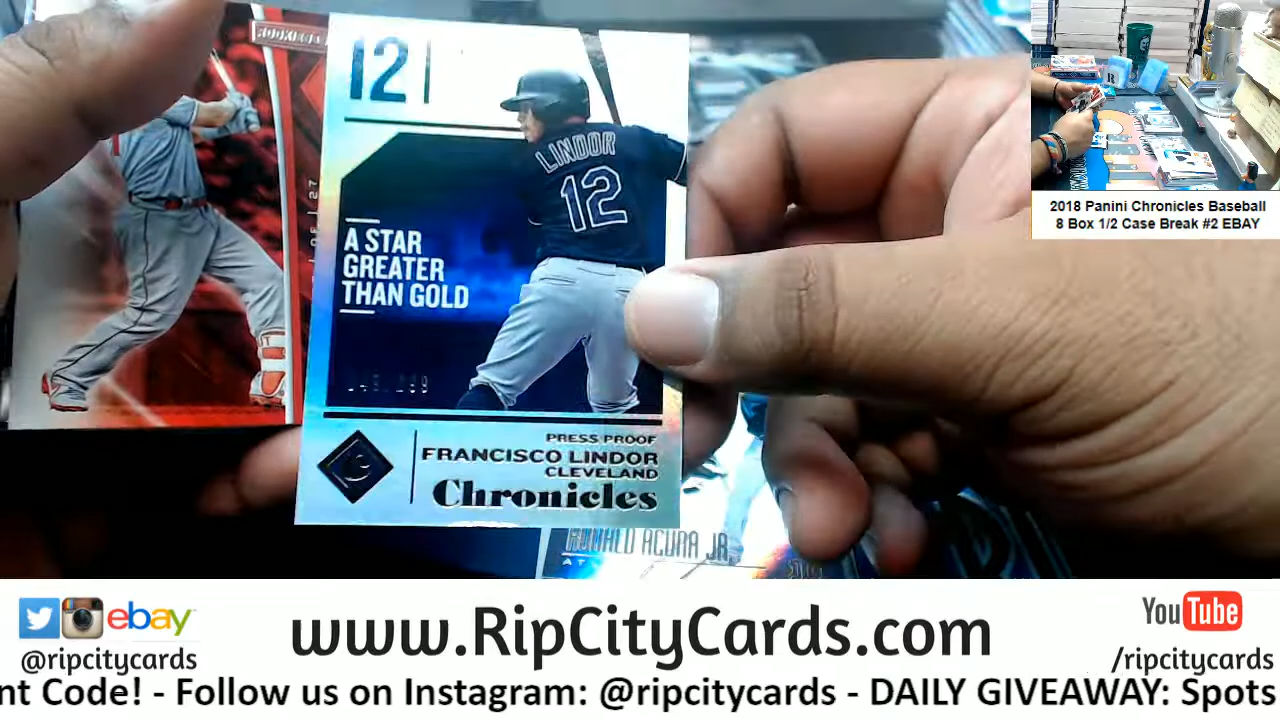 12
LINDOR
12
A STAR
GREATER
THAN GOLD
PRESS PROOF
FRANCISCO LINDOR
CLEVELAND
Chronicles
RONALD ACUNA JR.
2018 Panini Chronicles Baseball
8 Box 1/2 Case Break #2 EBAY
ebay
@ripcitycards
www.RipCityCards.com
YouTube
/ripcitycards
nt Code! - Follow us on Instagram: @ripcitycards - DAILY GIVEAWAY: Spots